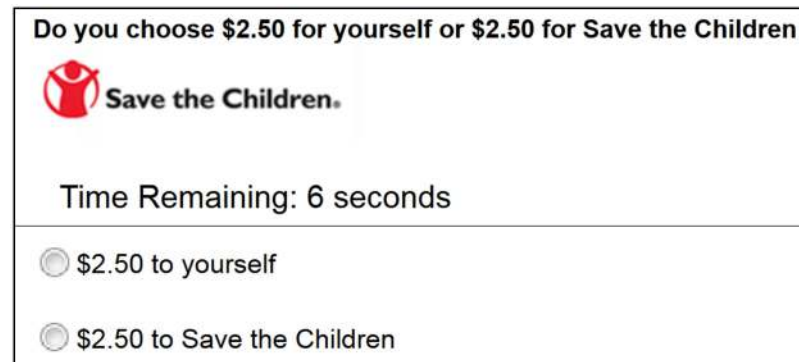 Do you choose $2.50 for yourself or $2.50 for Save the Children
Save the Children.
Time Remaining: 6 seconds
$2.50 to yourself
$2.50 to Save the Children